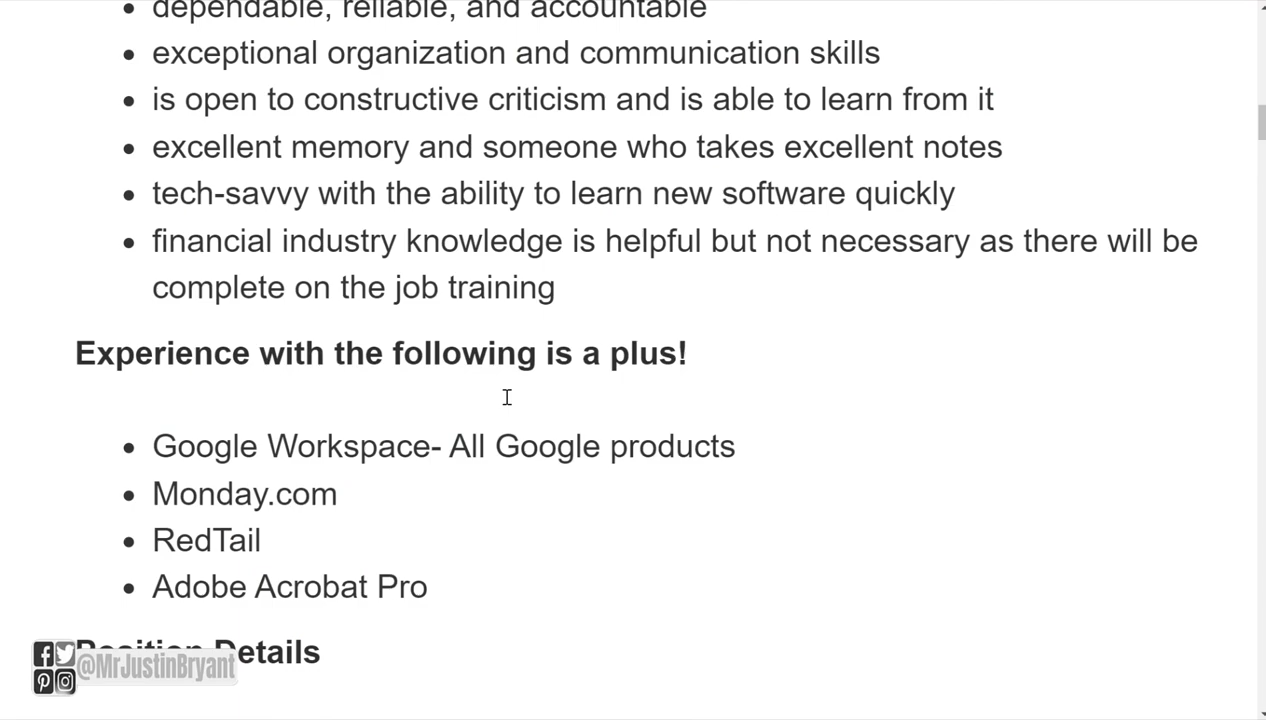 dependable, reliable, and accountable
exceptional organization and communication skills
is open to constructive criticism and is able to learn from it
excellent memory and someone who takes excellent notes
tech-savvy with the ability to learn new software quickly
financial industry knowledge is helpful but not necessary as there will be
complete on the job training
Experience with the following is a plus!
Google Workspace- All Google products
Monday.com
RedTail
Adobe Acrobat Pro
Position Details
@MrJustinBryant